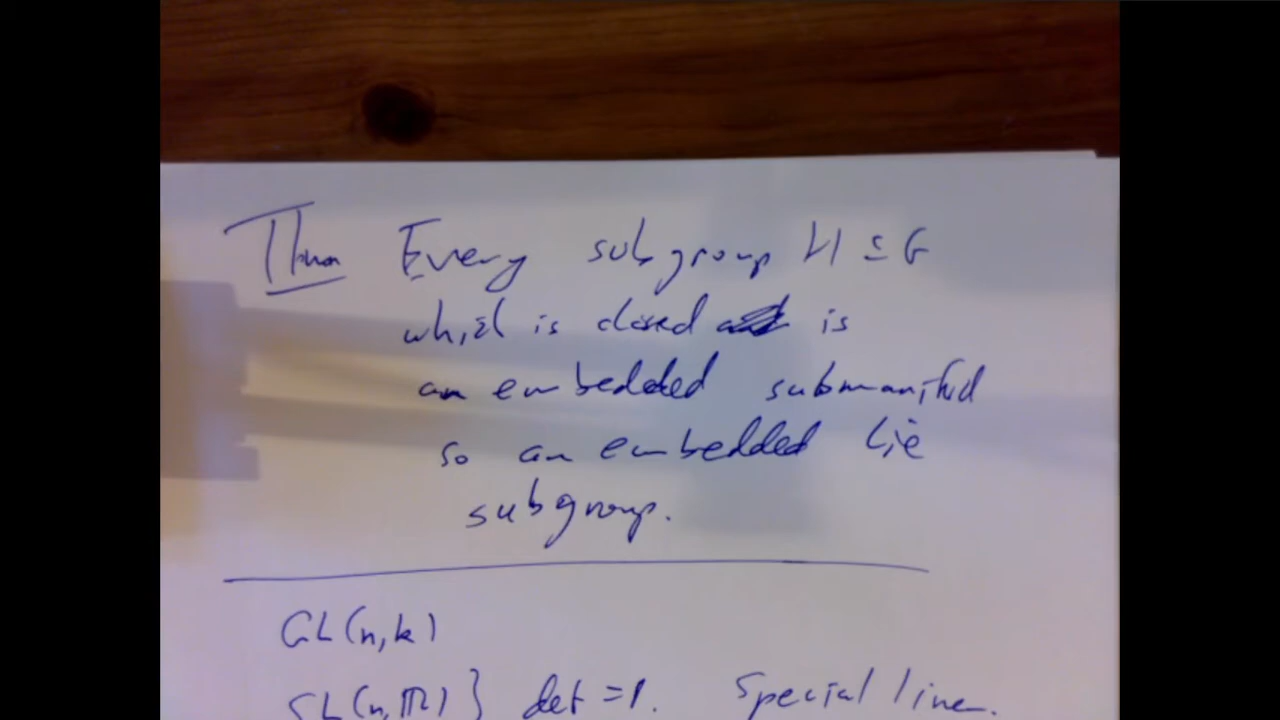 Thm Every subgroup H ⊆ G
which is closed is
an embedded submanifold
so an embedded Lie
subgroup.
GL(n,k)
SL(n,ℝ) } det = 1. Special linear.